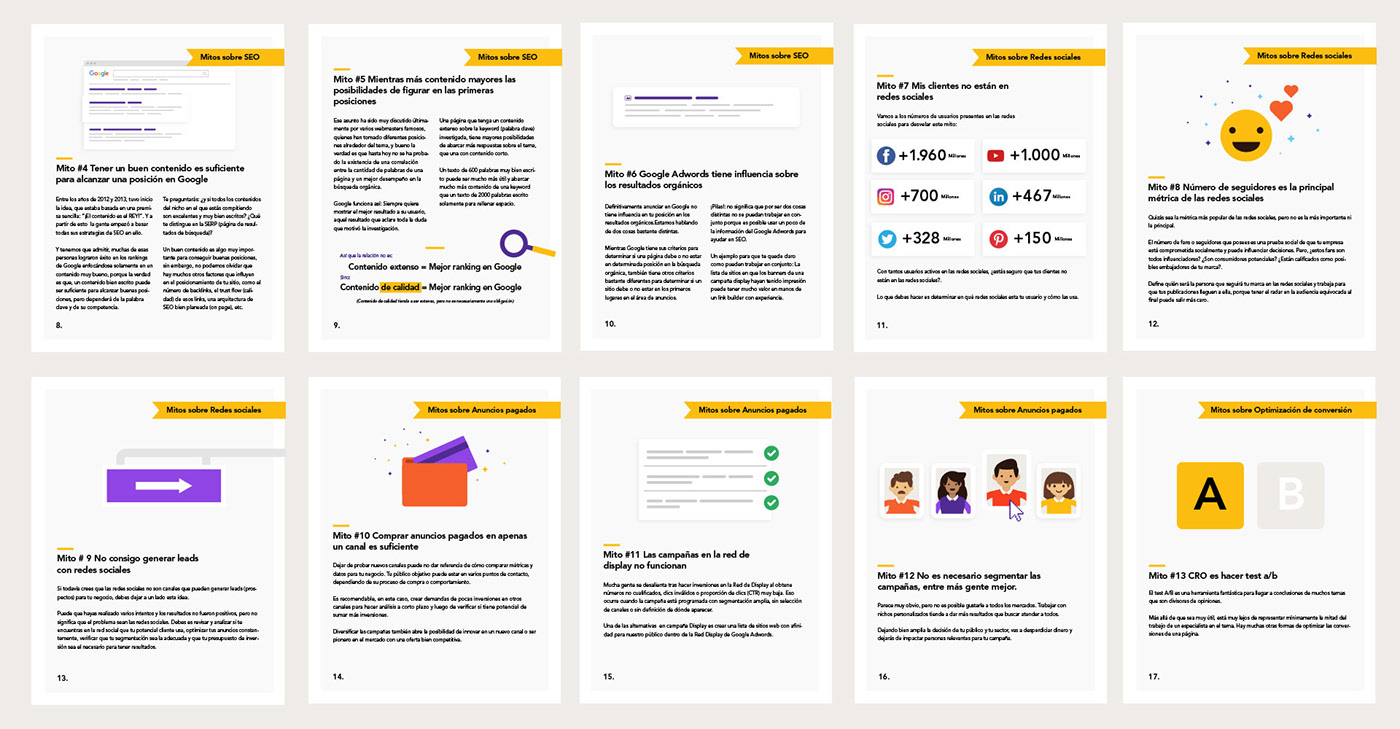 Mitos sobre SEO
Google
Mito #4 Tener un buen contenido es suficiente
para alcanzar una posición en Google
Entre los años de 2012 y 2013, tuvo inicio
la idea, que estaba basada en una premi-
sa sencilla: "¡El contenido es el REY!". Y a
partir de esto la gente empezó a basar
todas sus estrategias de SEO en ello.
Y tenemos que admitir, muchas de esas
personas lograron éxito en los rankings
de Google enfocándose solamente en un
contenido muy bueno, porque la verdad
es que, un contenido bien escrito puede
ser suficiente para alcanzar buenas posi-
ciones, pero dependerá de la palabra
clave y de su competencia.
Te preguntáis: ¿y si todos los contenidos
del nicho en el que estás compitiendo
son excelentes y muy bien escritos? ¿Qué
te distingue en la SERP (página de resul-
tados de búsqueda)?
Un buen contenido es algo muy impor-
tante para conseguir buenas posiciones,
sin embargo, no podemos olvidar que
hay muchos otros factores que influyen
en el posicionamiento de tu sitio, como el
número de backlinks, el trust flow (cali-
dad) de esos links, una arquitectura de
SEO bien planeada (on page), etc.
8.
Mitos sobre SEO
Mito #5 Mientras más contenido mayores las
posibilidades de figurar en las primeras
posiciones
Ese asunto ha sido muy discutido última-
mente por varios webmasters famosos,
quienes han tomado diferentes posicio-
nes alrededor del tema, y bueno la
verdad es que hasta hoy no se ha proba-
do la existencia de una correlación
entre la cantidad de palabras de una
página y un mejor desempeño en la
búsqueda orgánica.
Google funciona así: Siempre quiere
mostrar el mejor resultado a su usuario,
aquel resultado que aclara toda la duda
que motivó la investigación.
Una página que tenga un contenido
extenso sobre la keyword (palabra clave)
investigada, tiene mayores posibilidades
de abarcar más respuestas sobre el tema,
que una con contenido corto.
Un texto de 600 palabras muy bien escri-
to puede ser mucho más útil y abarcar
mucho más contenido de una keyword
que un texto de 2000 palabras escrito
solamente para rellenar espacio.
Así que la relación no es:
Contenido extenso = Mejor ranking en Google
Sino:
Contenido de calidad = Mejor ranking en Google
(Contenido de calidad tiende a ser extenso, pero no es necesariamente una obligación)
9.
Mitos sobre SEO
Mito #6 Google Adwords tiene influencia sobre
los resultados orgánicos
Definitivamente anunciar en Google no
tiene influencia en tu posición en los
resultados orgánicos.Estamos hablando
de dos cosas bastante distintas.
Mientras Google tiene sus criterios para
determinar si una página debe o no estar
en determinada posición en la búsqueda
orgánica, también tiene otros criterios
bastante diferentes para determinar si un
sitio debe o no estar en los primeros
lugares en el área de anuncios.
¡Pilas!: no significa que por ser dos cosas
distintas no se puedan trabajar en con-
junto porque es posible usar un poco de
la información del Google Adwords para
ayudar en SEO.
Un ejemplo para que te quede claro
como pueden trabajar en conjunto: La
lista de sitios en que los banners de una
campaña display hayan tenido impresión
puede tener mucho valor en manos de
un link builder con experiencia.
10.
Mitos sobre Redes sociales
Mito #7 Mis clientes no están en
redes sociales
Vamos a los números de usuarios presentes en las redes
sociales para desvelar este mito:
+1.960 Millones
+1.000 Millones
+700 Millones
+467 Millones
+328 Millones
+150 Millones
Con tantos usuarios activos en las redes sociales, ¿estás seguro que tus clientes no
están en las redes sociales?.
Lo que debes hacer es determinar en qué redes sociales esta tu usuario y cómo las usa.
11.
Mitos sobre Redes sociales
Mito #8 Número de seguidores es la principal
métrica de las redes sociales
Quizás sea la métrica más popular de las redes sociales, pero no es la más importante ni
la principal.
El número de fans o seguidores que posees es una prueba social de que tu empresa
está comprometida socialmente y puede influenciar decisiones. Pero, ¿estos fans son
todos influenciadores? ¿Son consumidores potenciales? ¿Están calificados como posi-
bles embajadores de tu marca?.
Define quién será la persona que seguirá tu marca en las redes sociales y trabaja para
que tus publicaciones lleguen a ella, porque tener el radar en la audiencia equivocada al
final puede salir más caro.
12.
Mitos sobre Redes sociales
Mito # 9 No consigo generar leads
con redes sociales
Si todavía crees que las redes sociales no son canales que pueden generar leads (pros-
pectos) para tu negocio, debes dejar a un lado esta idea.
Puede que hayas realizado varios intentos y los resultados no fueron positivos, pero no
significa que el problema sean las redes sociales. Debes es revisar y analizar si te
encuentras en la red social que tu potencial cliente usa, optimizar tus anuncios constan-
temente, verificar que tu segmentación sea la adecuada y que tu presupuesto de inver-
sión sea el necesario para tener resultados.
13.
Mitos sobre Anuncios pagados
Mito #10 Comprar anuncios pagados en apenas
un canal es suficiente
Dejar de probar nuevos canales puede no dar referencia de cómo comparar métricas y
datos para tu negocio. Tu público objetivo puede estar en varios puntos de contacto,
dependiendo de su proceso de compra o comportamiento.
Es recomendable, en este caso, crear demandas de pocas inversiones en otros
canales para hacer análisis a corto plazo y luego de verificar si tiene potencial de
sumar más inversiones.
Diversificar las campañas también abre la posibilidad de innovar en un nuevo canal o ser
pionero en el mercado con una oferta bien competitiva.
14.
Mitos sobre Anuncios pagados
Mito #11 Las campañas en la red de
display no funcionan
Mucha gente se desalienta tras hacer inversiones en la Red de Display al obtene
números no cualificados, clics inválidos o proporción de clics (CTR) muy baja. Eso
ocurre cuando la campaña está programada con segmentación amplia, sin selección
de canales o sin definición de dónde aparecer.
Una de las alternativas en campaña Display es crear una lista de sitios web con afini-
dad para nuestro público dentro de la Red Display de Google Adwords.
15.
Mitos sobre Anuncios pagados
Mito #12 No es necesario segmentar las
campañas, entre más gente mejor.
Parece muy obvio, pero no es posible gustarle a todos los mercados. Trabajar con
nichos personalizados tiende a dar más resultados que buscar atender a todos.
Dejando bien amplia la decisión de tu público y tu sector, vas a desperdiciar dinero y
dejarás de impactar personas relevantes para tu campaña.
16.
Mitos sobre Optimización de conversión
A
B
Mito #13 CRO es hacer test a/b
El test A/B es una herramienta fantástica para llegar a conclusiones de muchos temas
que son divisores de opiniones.
Más allá de que sea muy útil, está muy lejos de representar mínimamente la mitad del
trabajo de un especialista en el tema. Hay muchas otras formas de optimizar las conver-
siones de una página.
17.